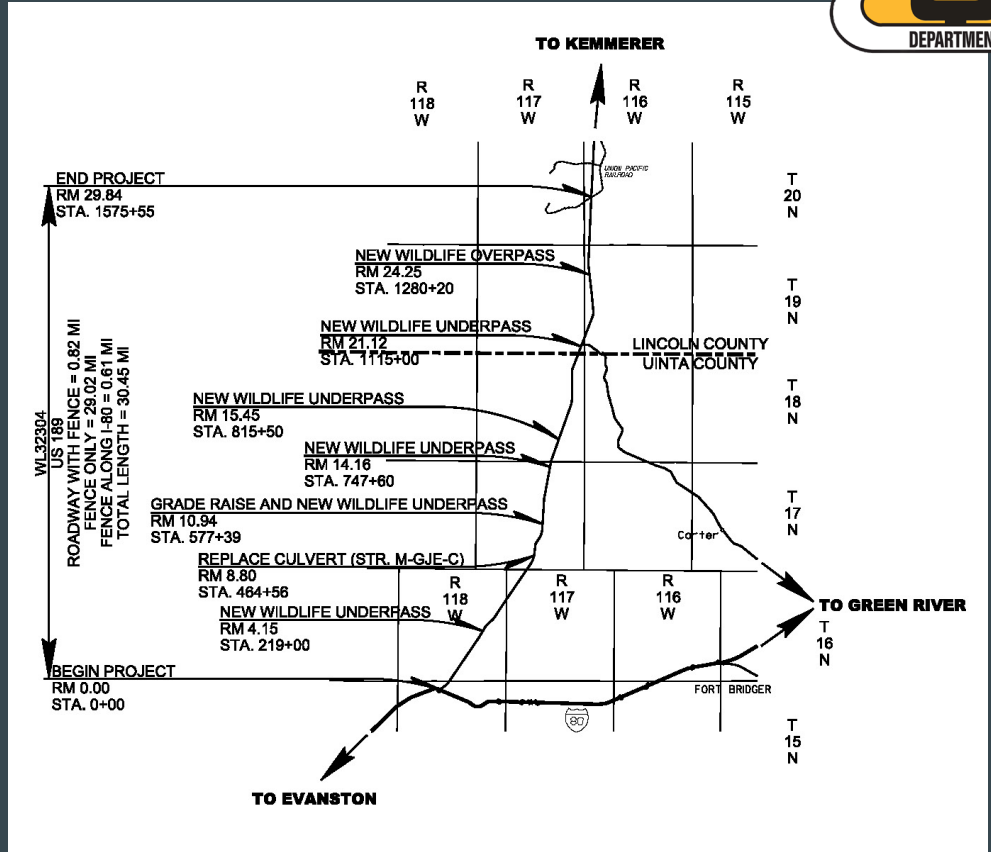 DEPARTMEN
TO KEMMERER
R
118
W
R
117
W
R
116
W
R
115
W
UNION PACIFIC
RAILROAD
END PROJECT
RM 29.84
STA. 1575+55
T
20
N
NEW WILDLIFE OVERPASS
RM 24.25
STA. 1280+20
T
19
N
NEW WILDLIFE UNDERPASS
RM 21.12
STA. 1115+00
LINCOLN COUNTY
UINTA COUNTY
WL32304
US 189
ROADWAY WITH FENCE = 0.82 MI
FENCE ONLY = 29.02 MI
FENCE ALONG I-80 = 0.61 MI
TOTAL LENGTH = 30.45 MI
NEW WILDLIFE UNDERPASS
RM 15.45
STA. 815+50
T
18
N
NEW WILDLIFE UNDERPASS
RM 14.16
STA. 747+60
GRADE RAISE AND NEW WILDLIFE UNDERPASS
RM 10.94
STA. 577+39
T
17
N
Carter
REPLACE CULVERT (STR. M-GJE-C)
RM 8.80
STA. 464+56
R
118
W
R
117
W
R
116
W
NEW WILDLIFE UNDERPASS
RM 4.15
STA. 219+00
TO GREEN RIVER
T
16
N
BEGIN PROJECT
RM 0.00
STA. 0+00
FORT BRIDGER
80
T
15
N
TO EVANSTON